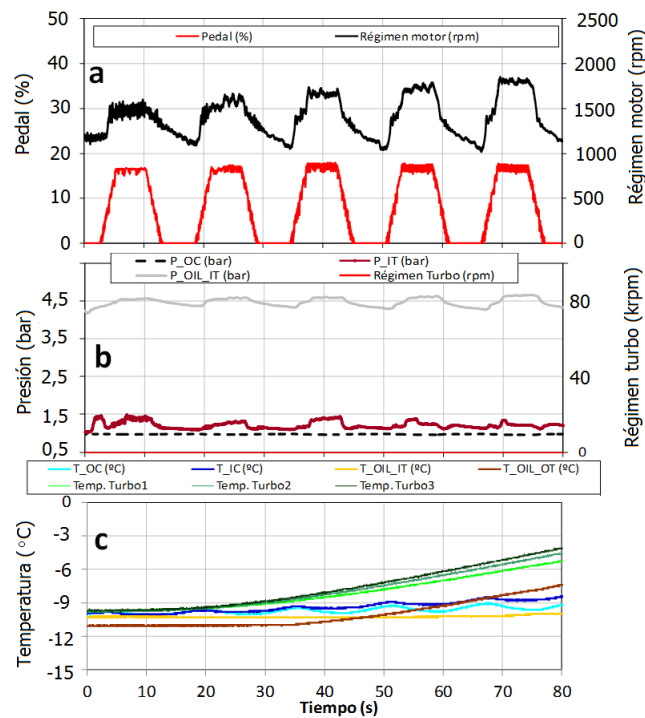 50
40
30
20
10
0
Pedal (%)
Pedal (%) Régimen motor (rpm)
a
2500
2000
1500
1000
500
0
Régimen motor (rpm)
P_OC (bar) P_IT (bar)
P_OIL_IT (bar) Régimen Turbo (rpm)
4,5
3,5
2,5
1,5
0,5
Presión (bar)
b
80
40
0
Régimen turbo (krpm)
T_OC (ºC) T_IC(ºC) T_OIL_IT (ºC) T_OIL_OT (ºC)
Temp. Turbo1 Temp. Turbo2 Temp. Turbo3
0
-3
-6
-9
-12
-15
Temperatura (°C)
c
0 10 20 30 40 50 60 70 80
Tiempo (s)